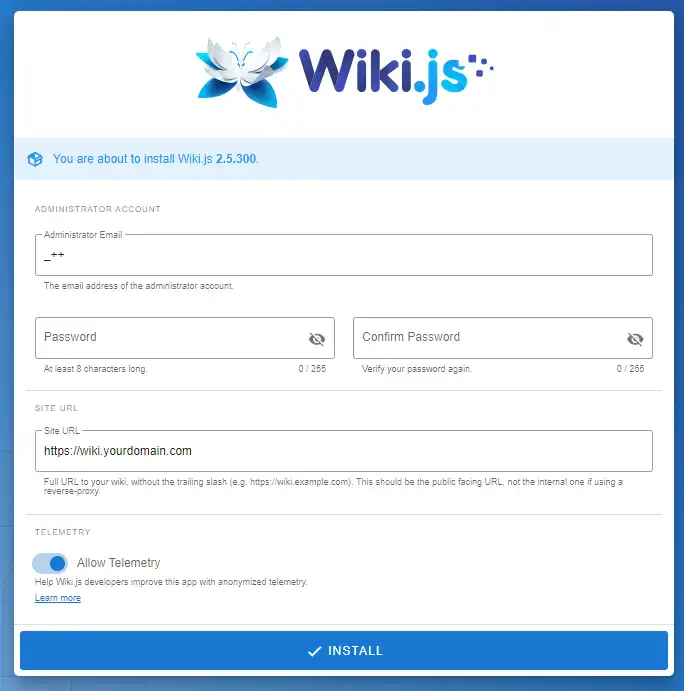 Wiki.js
You are about to install Wiki.js 2.5.300.
ADMINISTRATOR ACCOUNT
Administrator Email
_++
The email address of the administrator account.
Password
Confirm Password
At least 8 characters long.
0 / 255
Verify your password again.
0 / 255
SITE URL
Site URL
https://wiki.yourdomain.com
Full URL to your wiki, without the trailing slash (e.g. https://wiki.example.com). This should be the public facing URL, not the internal one if using a
reverse-proxy.
TELEMETRY
Allow Telemetry
Help Wiki.js developers improve this app with anonymized telemetry.
Learn more
INSTALL